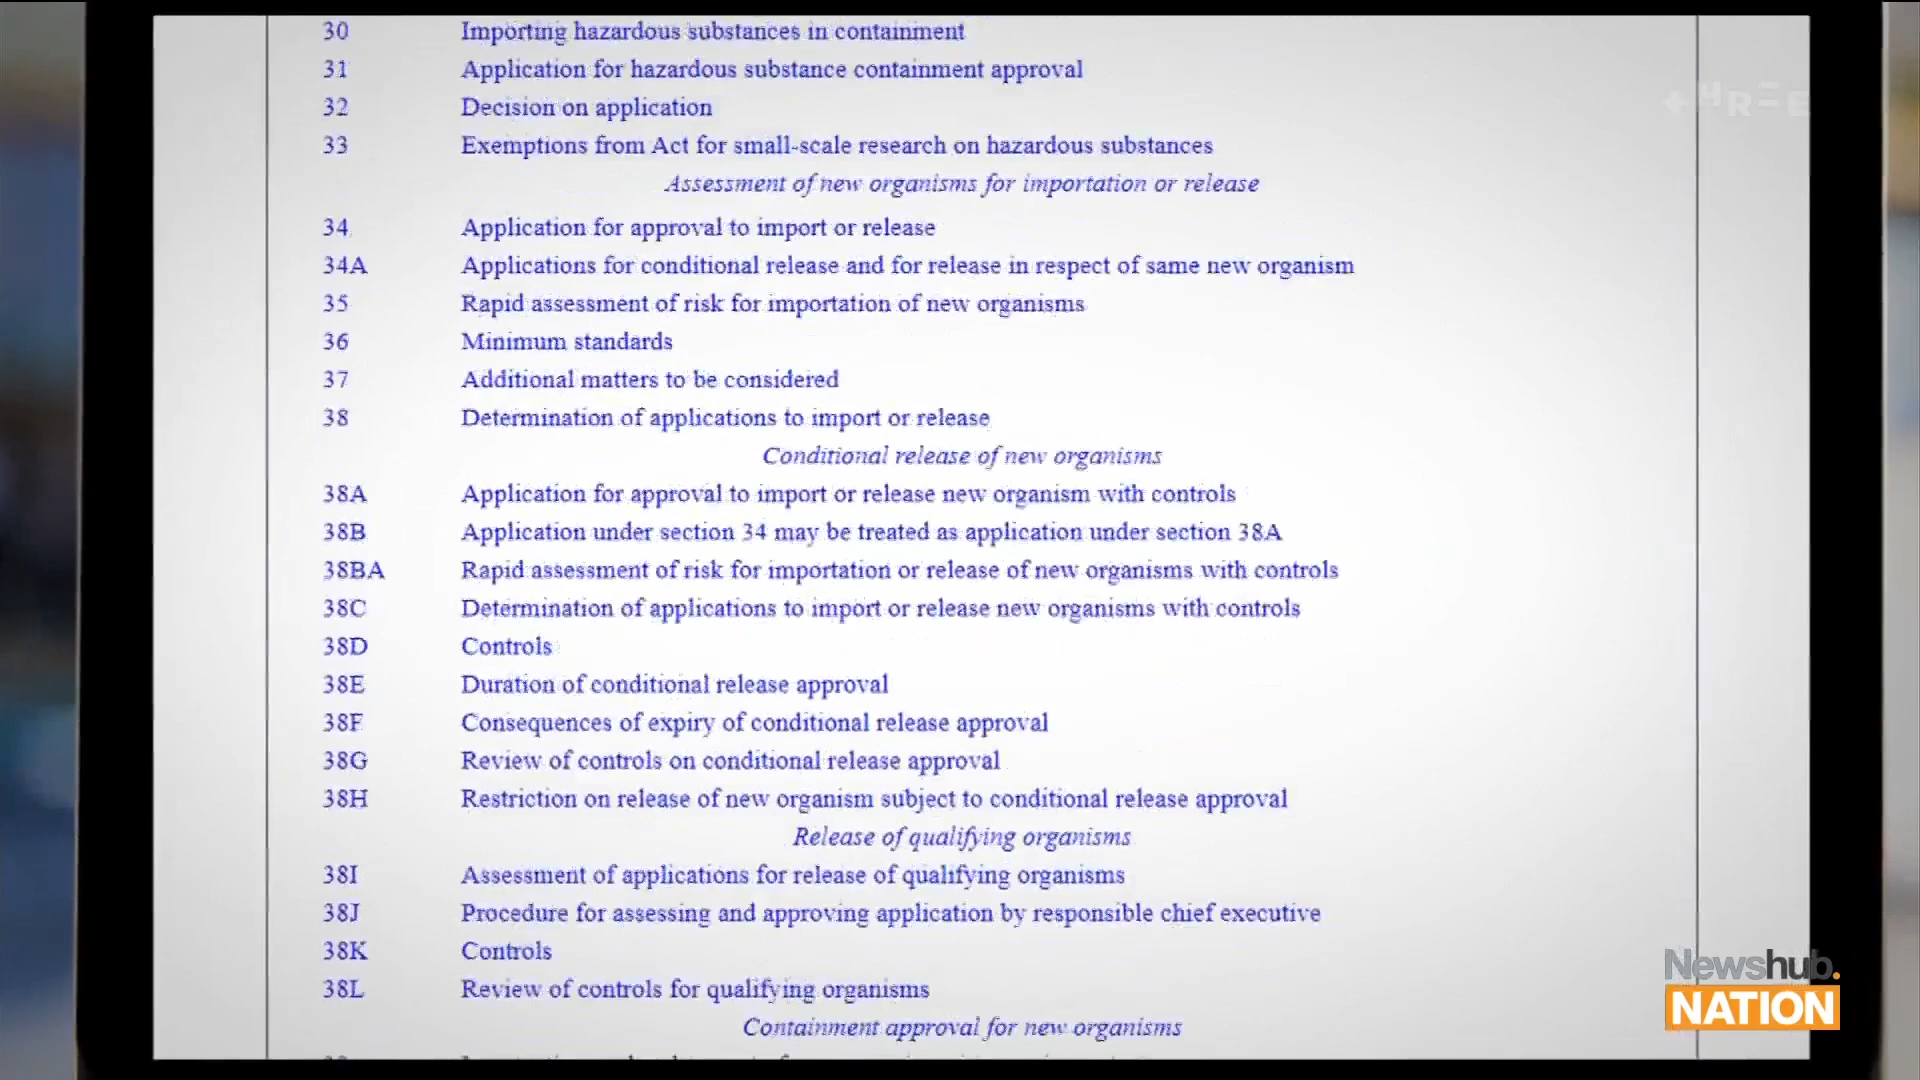 30 Importing hazardous substances in containment
31 Application for hazardous substance containment approval
+HREE
32 Decision on application
33 Exemptions from Act for small-scale research on hazardous substances
Assessment of new organisms for importation or release
34 Application for approval to import or release
34A Applications for conditional release and for release in respect of same new organism
35 Rapid assessment of risk for importation of new organisms
36 Minimum standards
37 Additional matters to be considered
38 Determination of applications to import or release
Conditional release of new organisms
38A Application for approval to import or release new organism with controls
38B Application under section 34 may be treated as application under section 38A
38BA Rapid assessment of risk for importation or release of new organisms with controls
38C Determination of applications to import or release new organisms with controls
38D Controls
38E Duration of conditional release approval
38F Consequences of expiry of conditional release approval
38G Review of controls on conditional release approval
38H Restriction on release of new organism subject to conditional release approval
Release of qualifying organisms
38I Assessment of applications for release of qualifying organisms
38J Procedure for assessing and approving application by responsible chief executive
38K Controls
38L Review of controls for qualifying organisms
Containment approval for new organisms
Newshub.
NATION